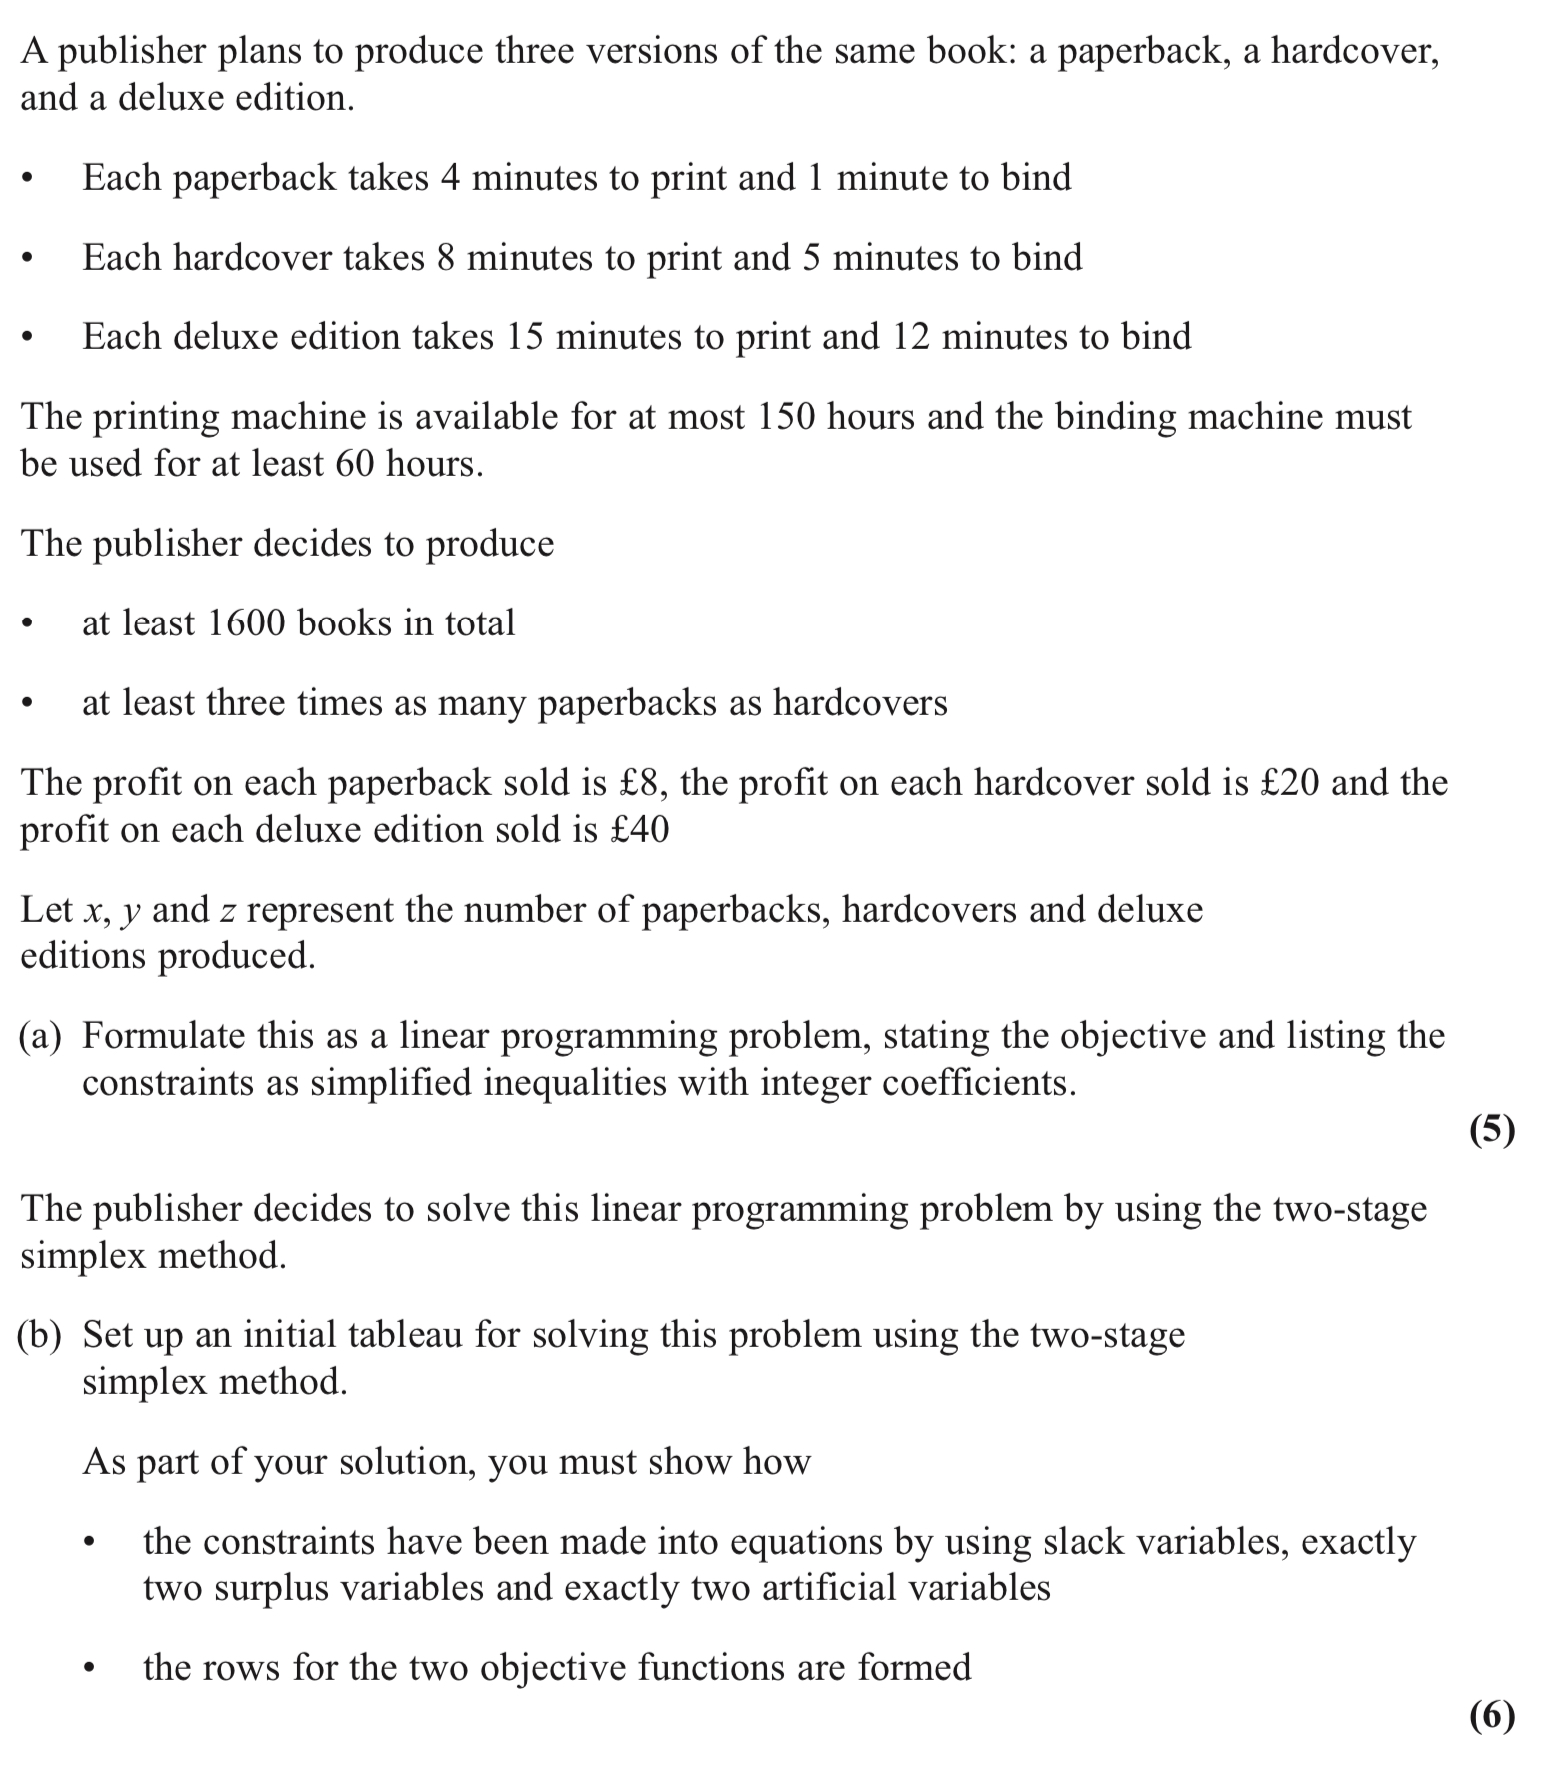 A publisher plans to produce three versions of the same book: a paperback, a hardcover,
and a deluxe edition.
• Each paperback takes 4 minutes to print and 1 minute to bind
• Each hardcover takes 8 minutes to print and 5 minutes to bind
• Each deluxe edition takes 15 minutes to print and 12 minutes to bind
The printing machine is available for at most 150 hours and the binding machine must
be used for at least 60 hours.
The publisher decides to produce
• at least 1600 books in total
• at least three times as many paperbacks as hardcovers
The profit on each paperback sold is £8, the profit on each hardcover sold is £20 and the
profit on each deluxe edition sold is £40
Let x, y and z represent the number of paperbacks, hardcovers and deluxe
editions produced.
(a) Formulate this as a linear programming problem, stating the objective and listing the
constraints as simplified inequalities with integer coefficients.
(5)
The publisher decides to solve this linear programming problem by using the two-stage
simplex method.
(b) Set up an initial tableau for solving this problem using the two-stage
simplex method.
As part of your solution, you must show how
• the constraints have been made into equations by using slack variables, exactly
two surplus variables and exactly two artificial variables
• the rows for the two objective functions are formed
(6)